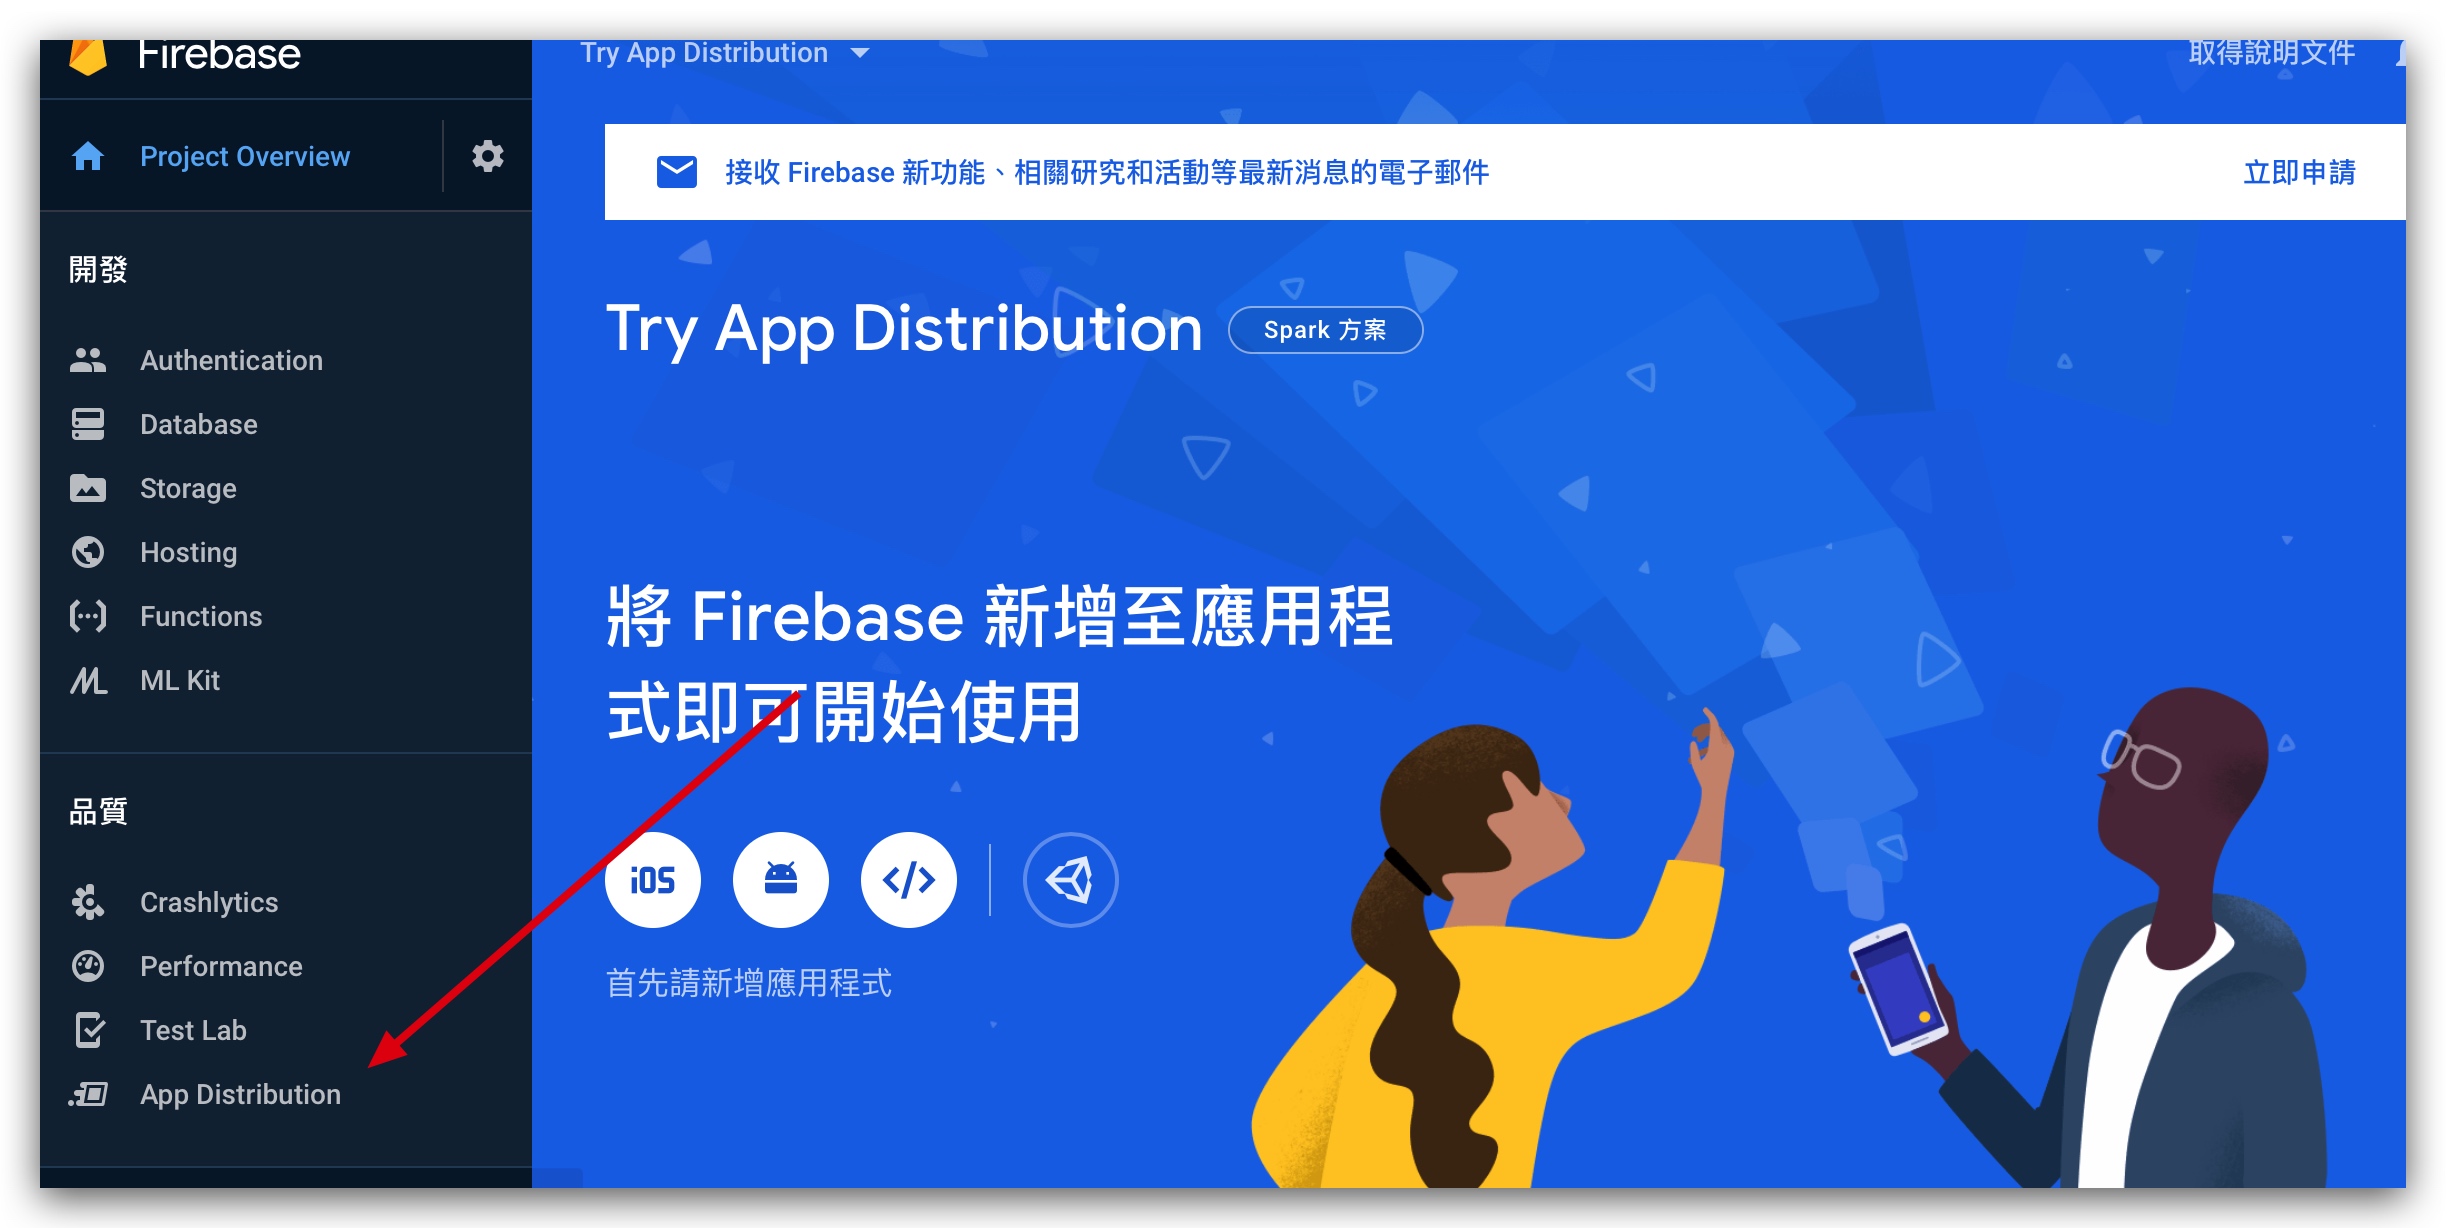 Firebase
Try App Distribution
取得說明文件
Project Overview
接收 Firebase 新功能、相關研究和活動等最新消息的電子郵件
立即申請
開發
Authentication
Database
Storage
Hosting
Functions
ML Kit
品質
Crashlytics
Performance
Test Lab
App Distribution
Try App Distribution
Spark 方案
將 Firebase 新增至應用程
式即可開始使用
iOS
首先請新增應用程式